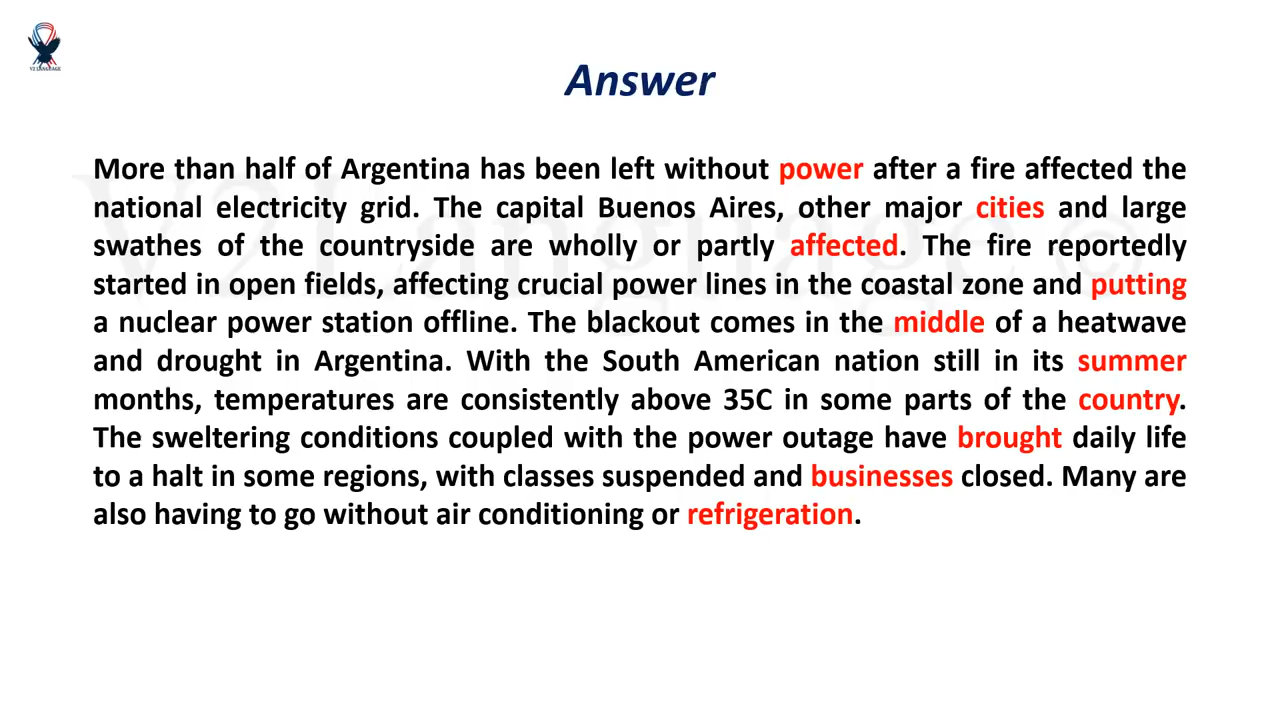 V2 LANGUAGE
Answer
More than half of Argentina has been left without power after a fire affected the
national electricity grid. The capital Buenos Aires, other major cities and large
swathes of the countryside are wholly or partly affected. The fire reportedly
started in open fields, affecting crucial power lines in the coastal zone and putting
a nuclear power station offline. The blackout comes in the middle of a heatwave
and drought in Argentina. With the South American nation still in its summer
months, temperatures are consistently above 35C in some parts of the country.
The sweltering conditions coupled with the power outage have brought daily life
to a halt in some regions, with classes suspended and businesses closed. Many are
also having to go without air conditioning or refrigeration.
V2Language ©